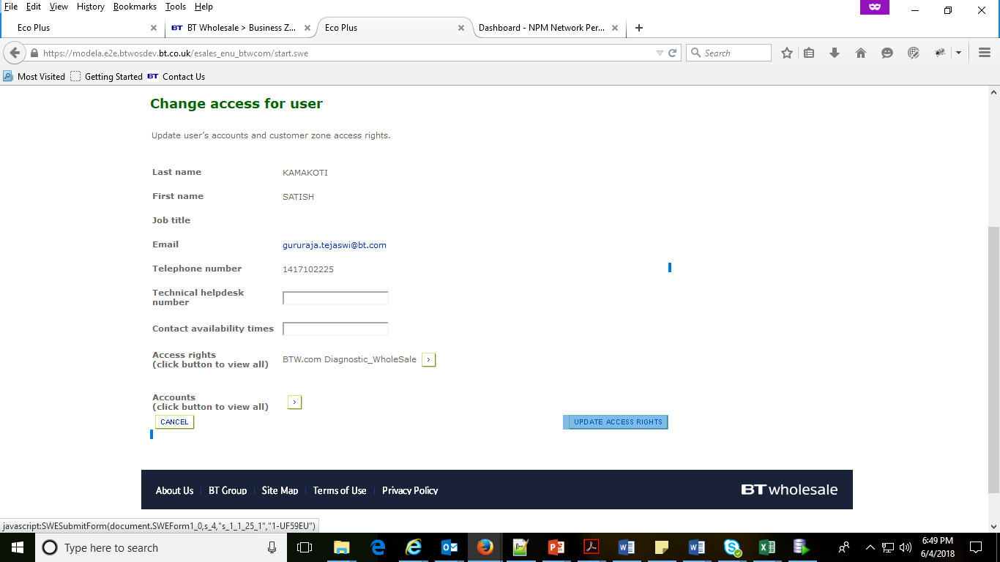 File Edit View History Bookmarks Tools Help
Eco Plus
BT BT Wholesale > Business Z...
Eco Plus
Dashboard - NPM Network Per...
https://modela.e2e.btwosdev.bt.co.uk/esales_enu_btwcom/start.swe
Search
Most Visited Getting Started BT Contact Us
Change access for user
Update user's accounts and customer zone access rights.
Last name KAMAKOTI
First name SATISH
Job title
Email gururaja.tejaswi@bt.com
Telephone number 1417102225
Technical helpdesk
number
Contact availability times
Access rights
(click button to view all) BTW.com Diagnostic_WholeSale
Accounts
(click button to view all)
CANCEL UPDATE ACCESS RIGHTS
About Us | BT Group | Site Map | Terms of Use | Privacy Policy BT wholesale
javascript:SWESubmitForm(document.SWEForm1_0,s_4,"s_1_1_25_1","1-UF59EU")
Type here to search
6:49 PM
6/4/2018